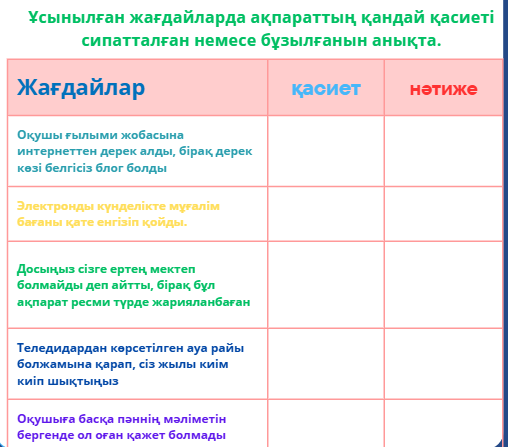 Ұсынылған жағдайларда ақпараттың қандай қасиеті
сипатталған немесе бұзылғанын анықта.
Жағдайлар қасиет нәтиже
Оқушы ғылыми жобасына
интернеттен дерек алды, бірақ дерек
көзі белгісіз блог болды
Электронды күнделікте мұғалім
бағаны қате енгізіп қойды.
Досыңыз сізге ертең мектеп
болмайды деп айтты, бірақ бұл
ақпарат ресми түрде жарияланбаған
Теледидардан көрсетілген ауа райы
болжамына қарап, сіз жылы киім
киіп шықтыңыз
Оқушыға басқа пәннің мәліметін
бергенде ол оған қажет болмады